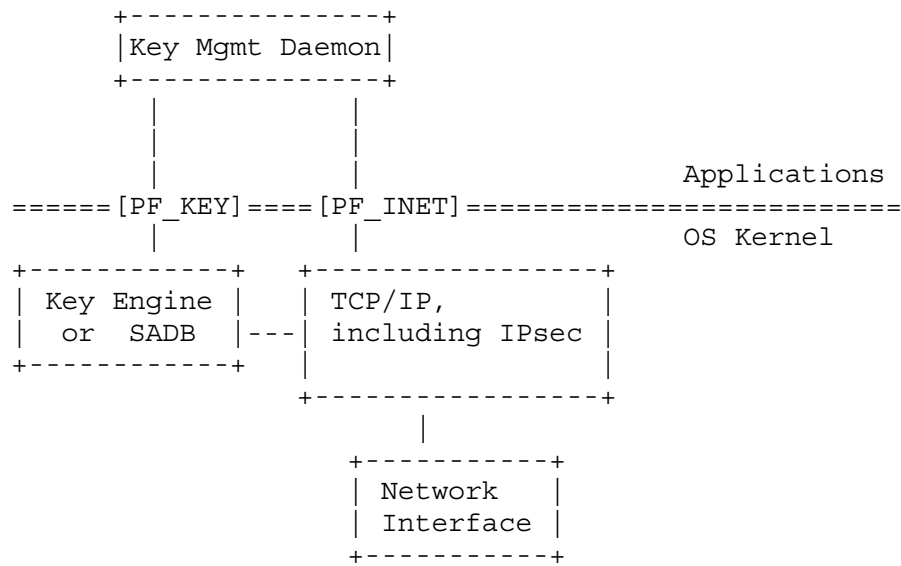 Key Mgmt Daemon
Applications
[PF_KEY] [PF_INET]
OS Kernel
Key Engine
or SADB
TCP/IP,
including IPsec
Network
Interface